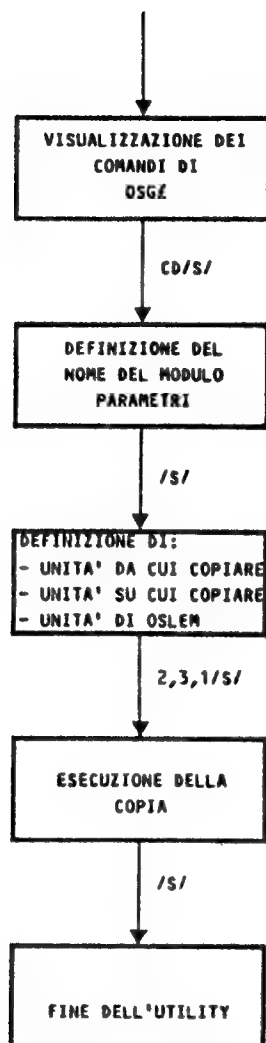 VISUALIZZAZIONE DEI
COMANDI DI
OSG£
CD/S/
DEFINIZIONE DEL
NOME DEL MODULO
PARAMETRI
/S/
DEFINIZIONE DI:
- UNITA' DA CUI COPIARE
- UNITA' SU CUI COPIARE
- UNITA' DI OSLEM
2,3,1/S/
ESECUZIONE DELLA
COPIA
/S/
FINE DELL'UTILITY